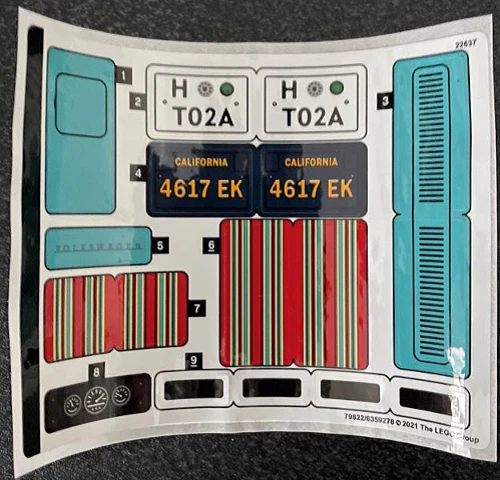 22637
1
2
H H
T02A T02A
3
4
CALIFORNIA CALIFORNIA
4617 EK 4617 EK
VOLKSWAGEN
5
6
7
8
9
79822/6359278 © 2021 The LEGO Group